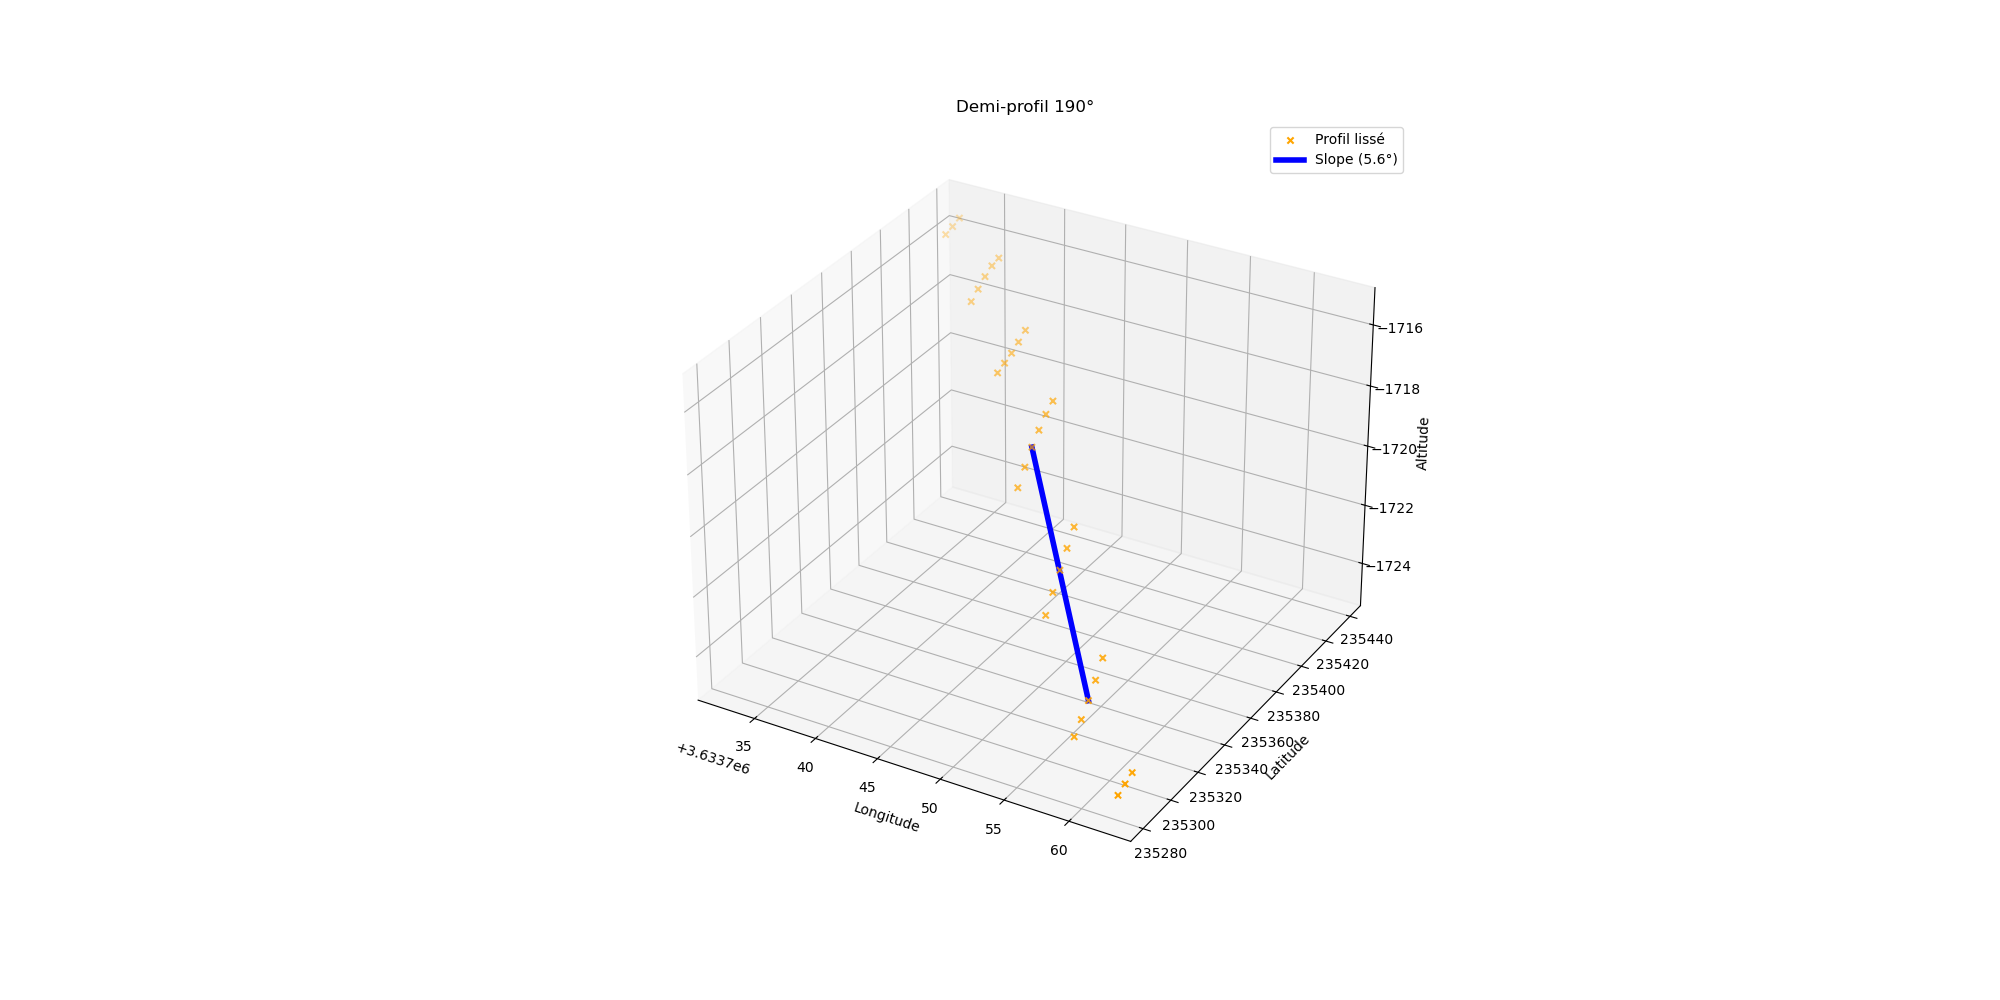 Demi-profil 190°
Profil lissé
Slope (5.6°)
−1716
−1718
−1720
−1722
−1724
Altitude
235440
235420
235400
235380
235360
235340
235320
235300
235280
Latitude
35
40
45
50
55
60
+3.6337e6
Longitude